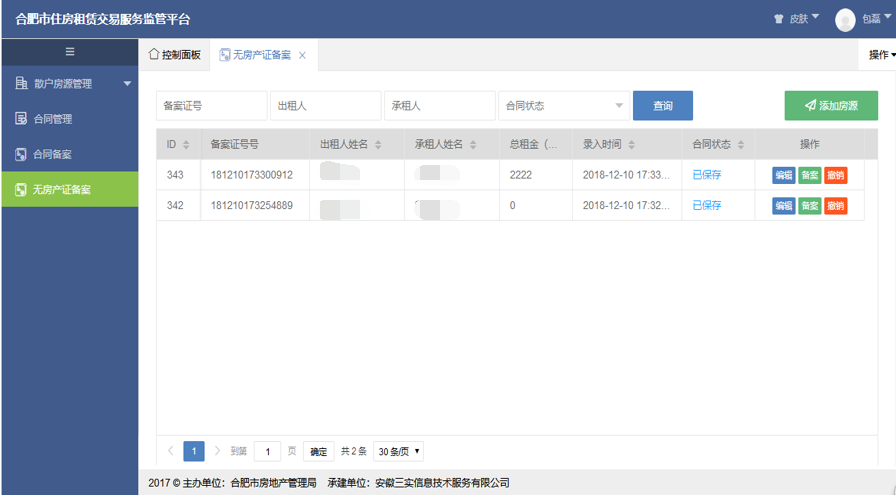 合肥市住房租赁交易服务监管平台 皮肤 包磊
控制面板 无房产证备案 × 操作
散户房源管理
合同管理
合同备案
无房产证备案
备案证号 出租人 承租人 合同状态 查询 添加房源
ID 备案证号号 出租人姓名 承租人姓名 总租金（... 录入时间 合同状态 操作
343 181210173300912 2222 2018-12-10 17:33... 已保存 编辑 备案 撤销
342 181210173254889 0 2018-12-10 17:32... 已保存 编辑 备案 撤销
1 到第 1 页 确定 共 2 条 30 条/页
2017 © 主办单位：合肥市房地产管理局 承建单位：安徽三实信息技术服务有限公司